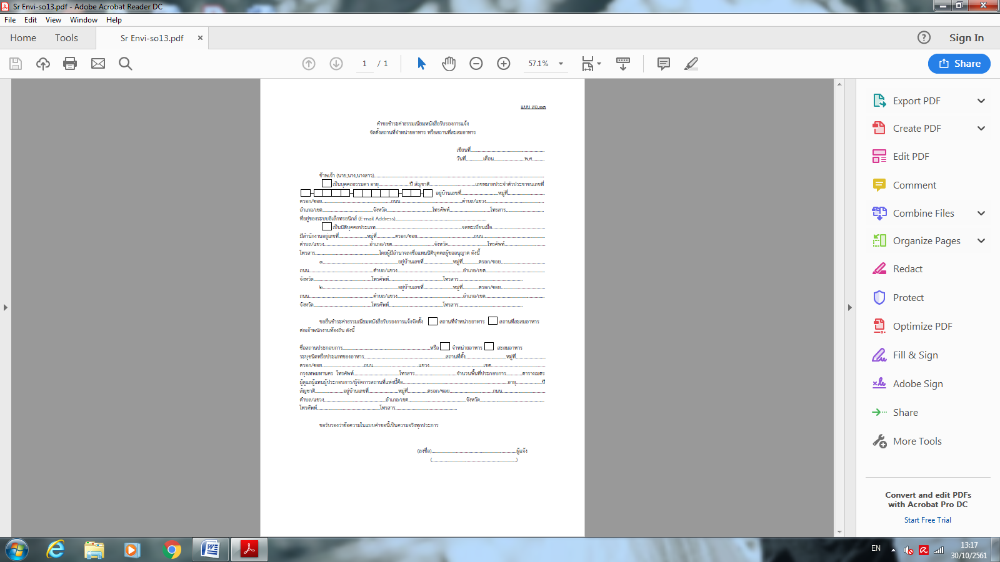 Sr Envi-so13.pdf - Adobe Acrobat Reader DC
File Edit View Window Help
Home Tools Sr Envi-so13.pdf × ? Sign In
1 / 1 57.1% Share
แบบ สอ.๑๓
คำขอชำระค่าธรรมเนียมหนังสือรับรองการแจ้ง
จัดตั้งสถานที่จำหน่ายอาหาร หรือสถานที่สะสมอาหาร
เขียนที่
วันที่ เดือน พ.ศ.
ข้าพเจ้า (นาย,นาง,นางสาว)
เป็นบุคคลธรรมดา อายุ ปี สัญชาติ เลขหมายประจำตัวประชาชนเลขที่
อยู่บ้านเลขที่ หมู่ที่
ตรอก/ซอย ถนน ตำบล/แขวง
อำเภอ/เขต จังหวัด โทรศัพท์ โทรสาร
ที่อยู่ของระบบอิเล็กทรอนิกส์ (E-mail Address)
เป็นนิติบุคคลประเภท จดทะเบียนเมื่อ
มีสำนักงานอยู่เลขที่ หมู่ที่ ตรอก/ซอย ถนน
ตำบล/แขวง อำเภอ/เขต จังหวัด โทรศัพท์
โทรสาร โดยผู้มีอำนาจลงชื่อแทนนิติบุคคลผู้ขออนุญาต ดังนี้
๑. อยู่บ้านเลขที่ หมู่ที่ ตรอก/ซอย
ถนน ตำบล/แขวง อำเภอ/เขต
จังหวัด โทรศัพท์ โทรสาร
๒. อยู่บ้านเลขที่ หมู่ที่ ตรอก/ซอย
ถนน ตำบล/แขวง อำเภอ/เขต
จังหวัด โทรศัพท์ โทรสาร
ขอยื่นชำระค่าธรรมเนียมหนังสือรับรองการแจ้งจัดตั้ง สถานที่จำหน่ายอาหาร สถานที่สะสมอาหาร
ต่อเจ้าพนักงานท้องถิ่น ดังนี้
ชื่อสถานประกอบการ หรือ จำหน่ายอาหาร สะสมอาหาร
ระบุชนิดหรือประเภทของอาหาร สถานที่ตั้ง หมู่ที่
ตรอก/ซอย ถนน แขวง เขต
กรุงเทพมหานคร โทรศัพท์ โทรสาร จำนวนพื้นที่ประกอบการ ตารางเมตร
ผู้ดูแลผู้แทนผู้ประกอบการ/ผู้จัดการสถานที่แห่งนี้คือ อายุ ปี
สัญชาติ อยู่บ้านเลขที่ หมู่ที่ ตรอก/ซอย ถนน
ตำบล/แขวง อำเภอ/เขต จังหวัด
โทรศัพท์ โทรสาร
ขอรับรองว่าข้อความในแบบคำขอนี้เป็นความจริงทุกประการ
(ลงชื่อ) ผู้แจ้ง
( )
Export PDF
Create PDF
Edit PDF
Comment
Combine Files
Organize Pages
Redact
Protect
Optimize PDF
Fill & Sign
Adobe Sign
Share
More Tools
Convert and edit PDFs
with Acrobat Pro DC
Start Free Trial
EN 13:17
30/10/2561